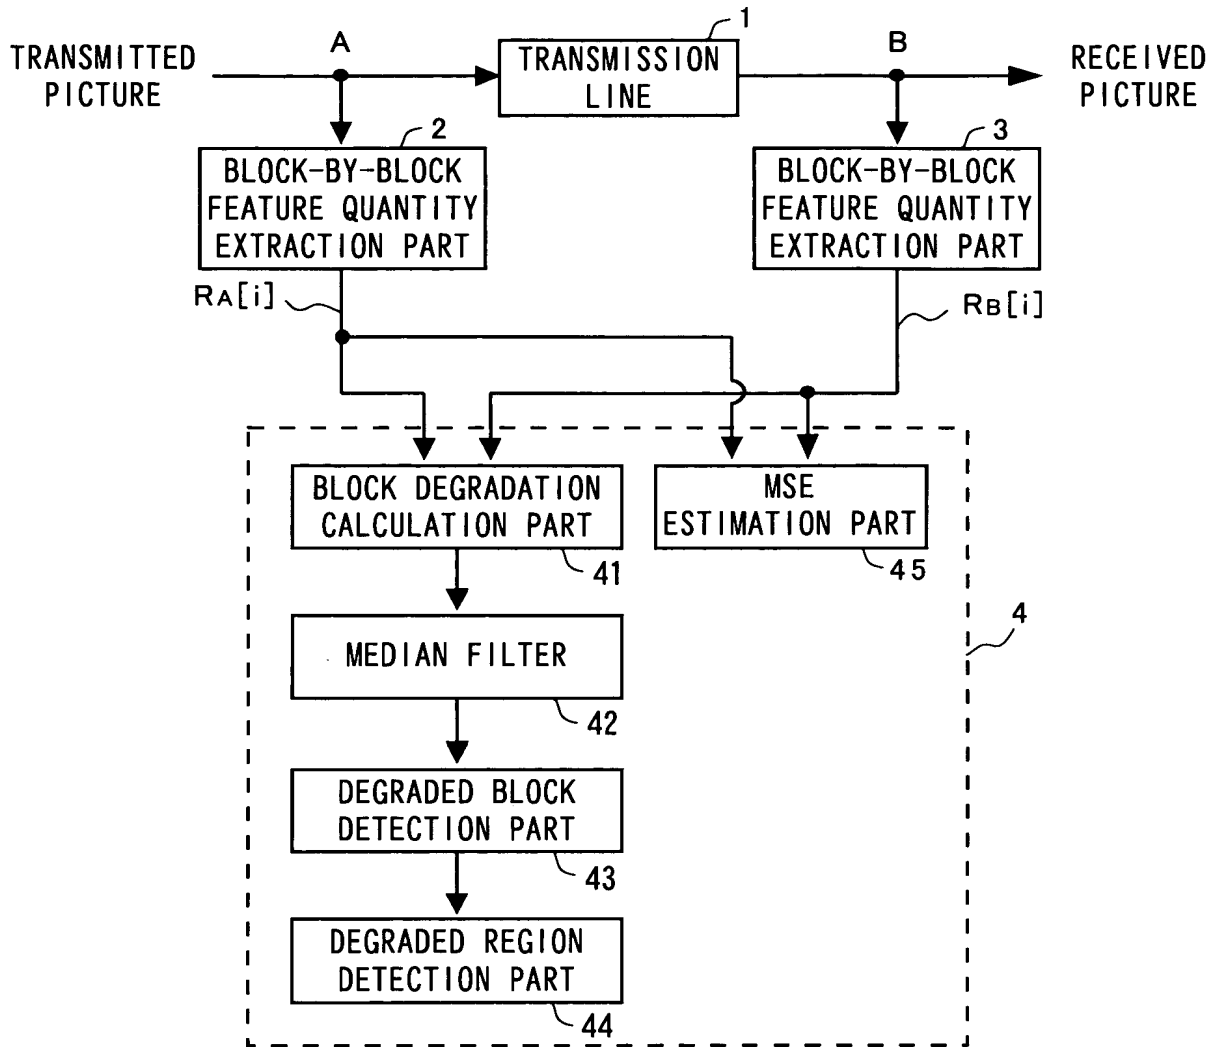 1
A
B
TRANSMITTED
PICTURE
TRANSMISSION
LINE
RECEIVED
PICTURE
2
3
BLOCK-BY-BLOCK
FEATURE QUANTITY
EXTRACTION PART
BLOCK-BY-BLOCK
FEATURE QUANTITY
EXTRACTION PART
RA[i]
RB[i]
BLOCK DEGRADATION
CALCULATION PART
MSE
ESTIMATION PART
41
45
4
MEDIAN FILTER
42
DEGRADED BLOCK
DETECTION PART
43
DEGRADED REGION
DETECTION PART
44